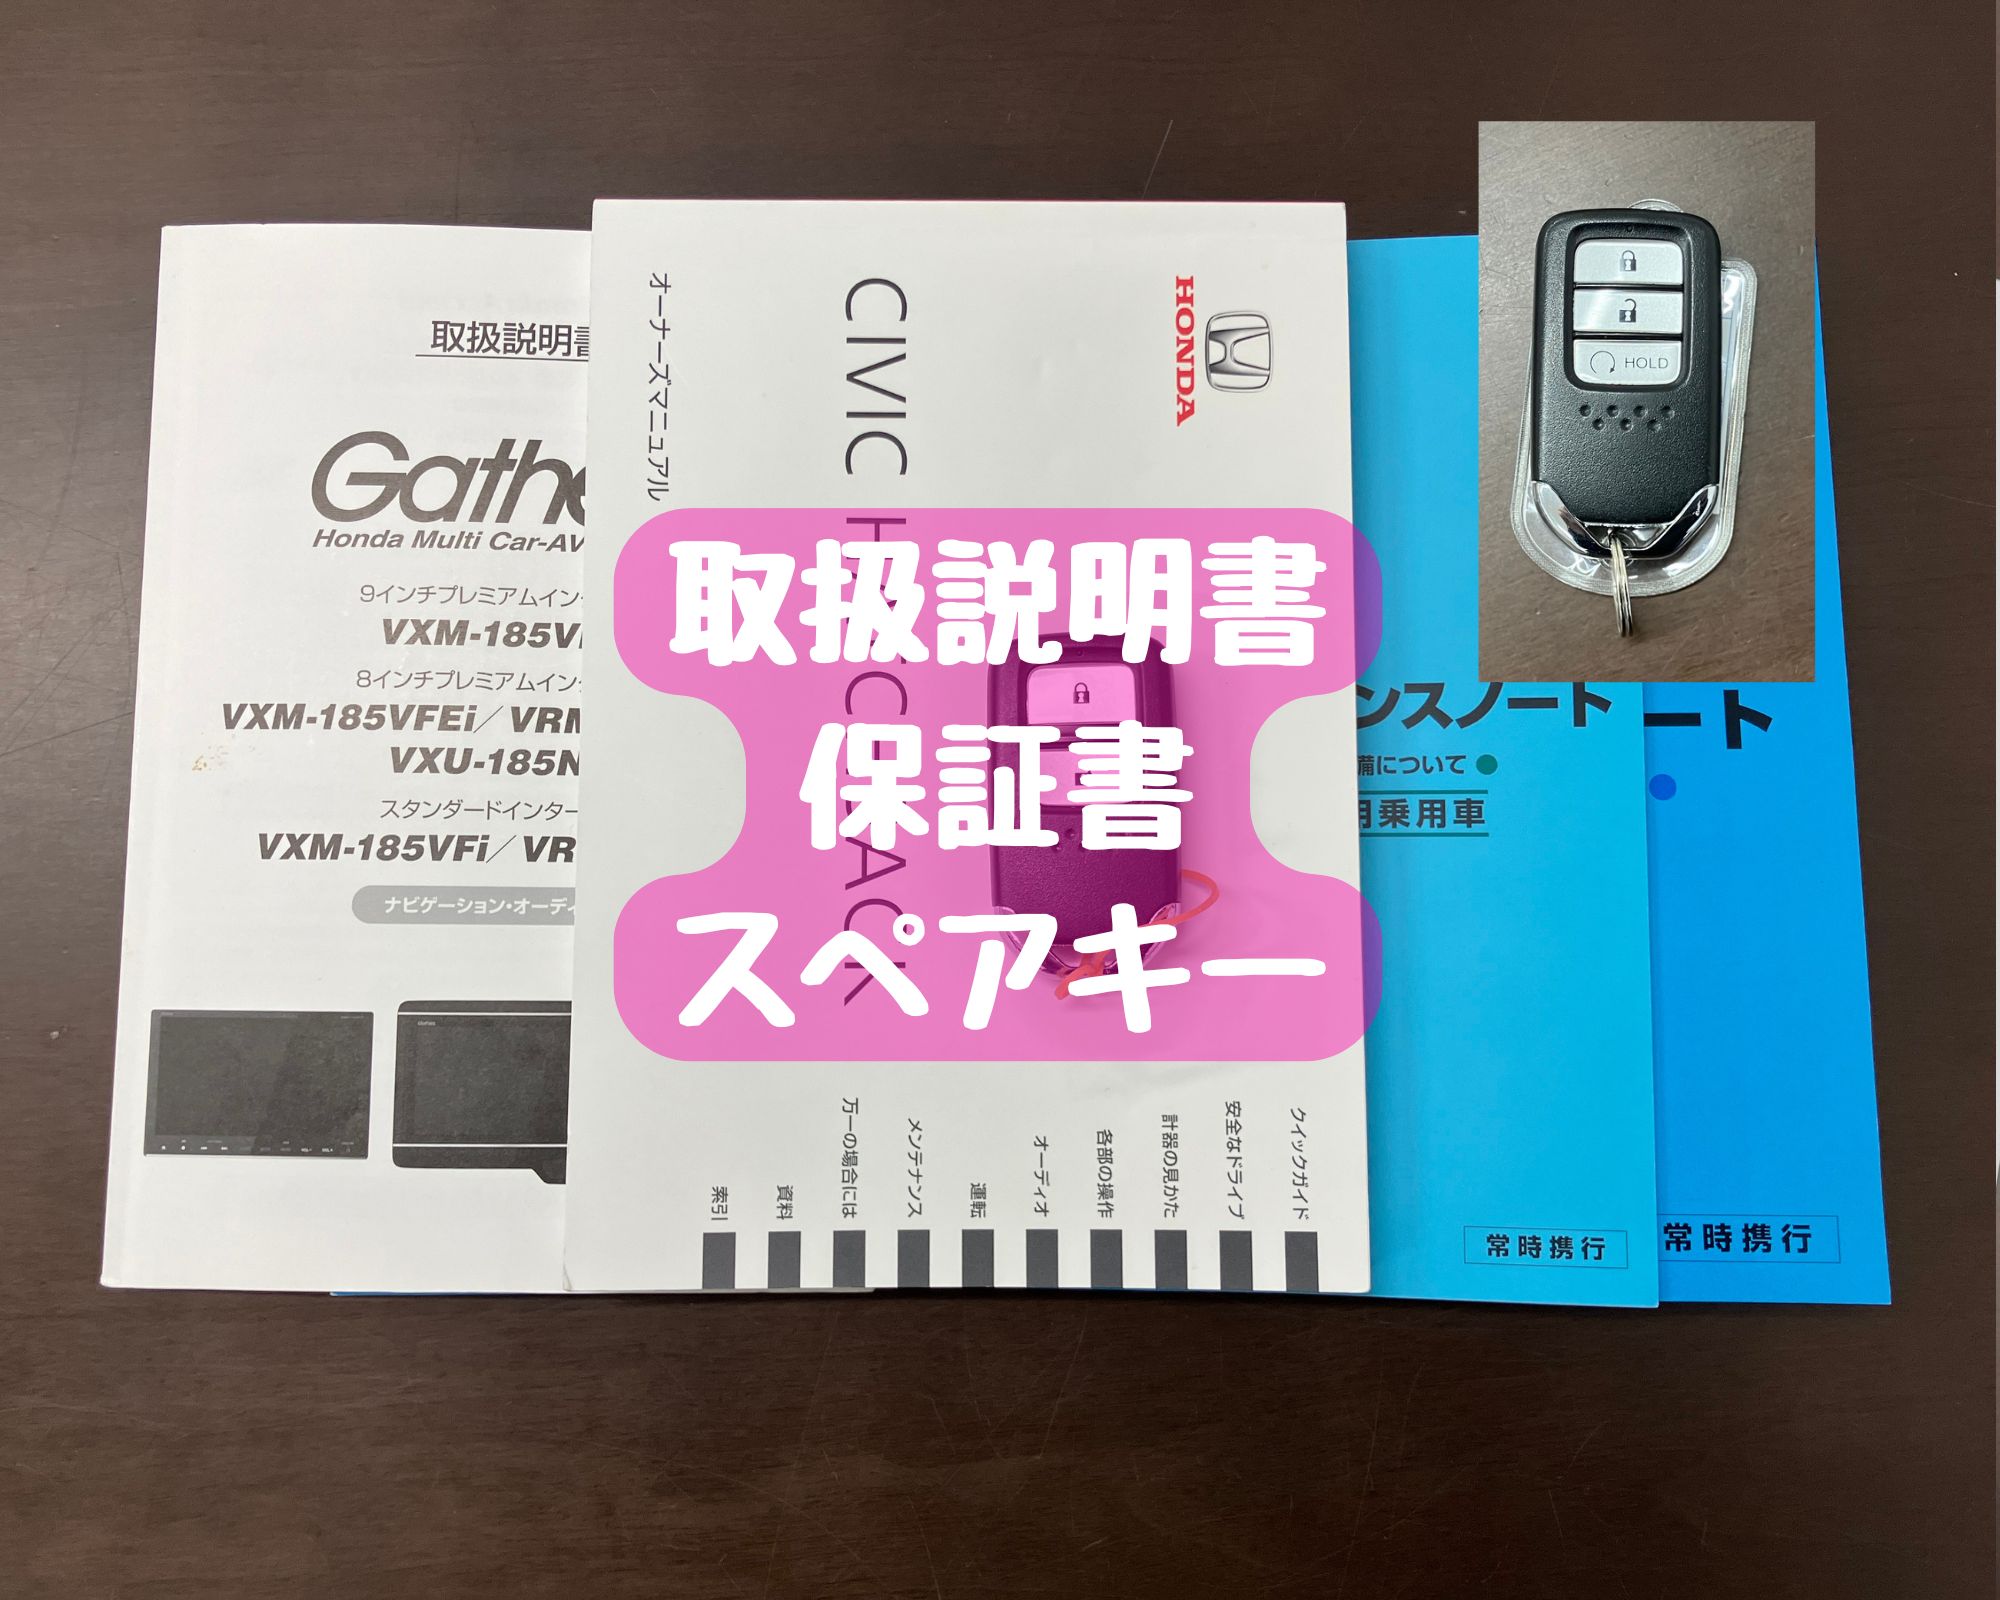 取扱説明書
Gathe
Honda Multi Car-AV
9インチプレミアムイン
VXM-185V
8インチプレミアムイン
VXM-185VFEi／VRM
VXU-185N
スタンダードインター
VXM-185VFi／VR
ナビゲーション・オーディ
HONDA
CIVIC HATCHBACK
オーナーズマニュアル
取扱説明書
保証書
スペアキー
クイックガイド
安全なドライブ
計器の見かた
各部の操作
オーディオ
運転
メンテナンス
万一の場合には
資料
索引
HOLD
ンスノート
備について
用乗用車
常時携行
ート
常時携行